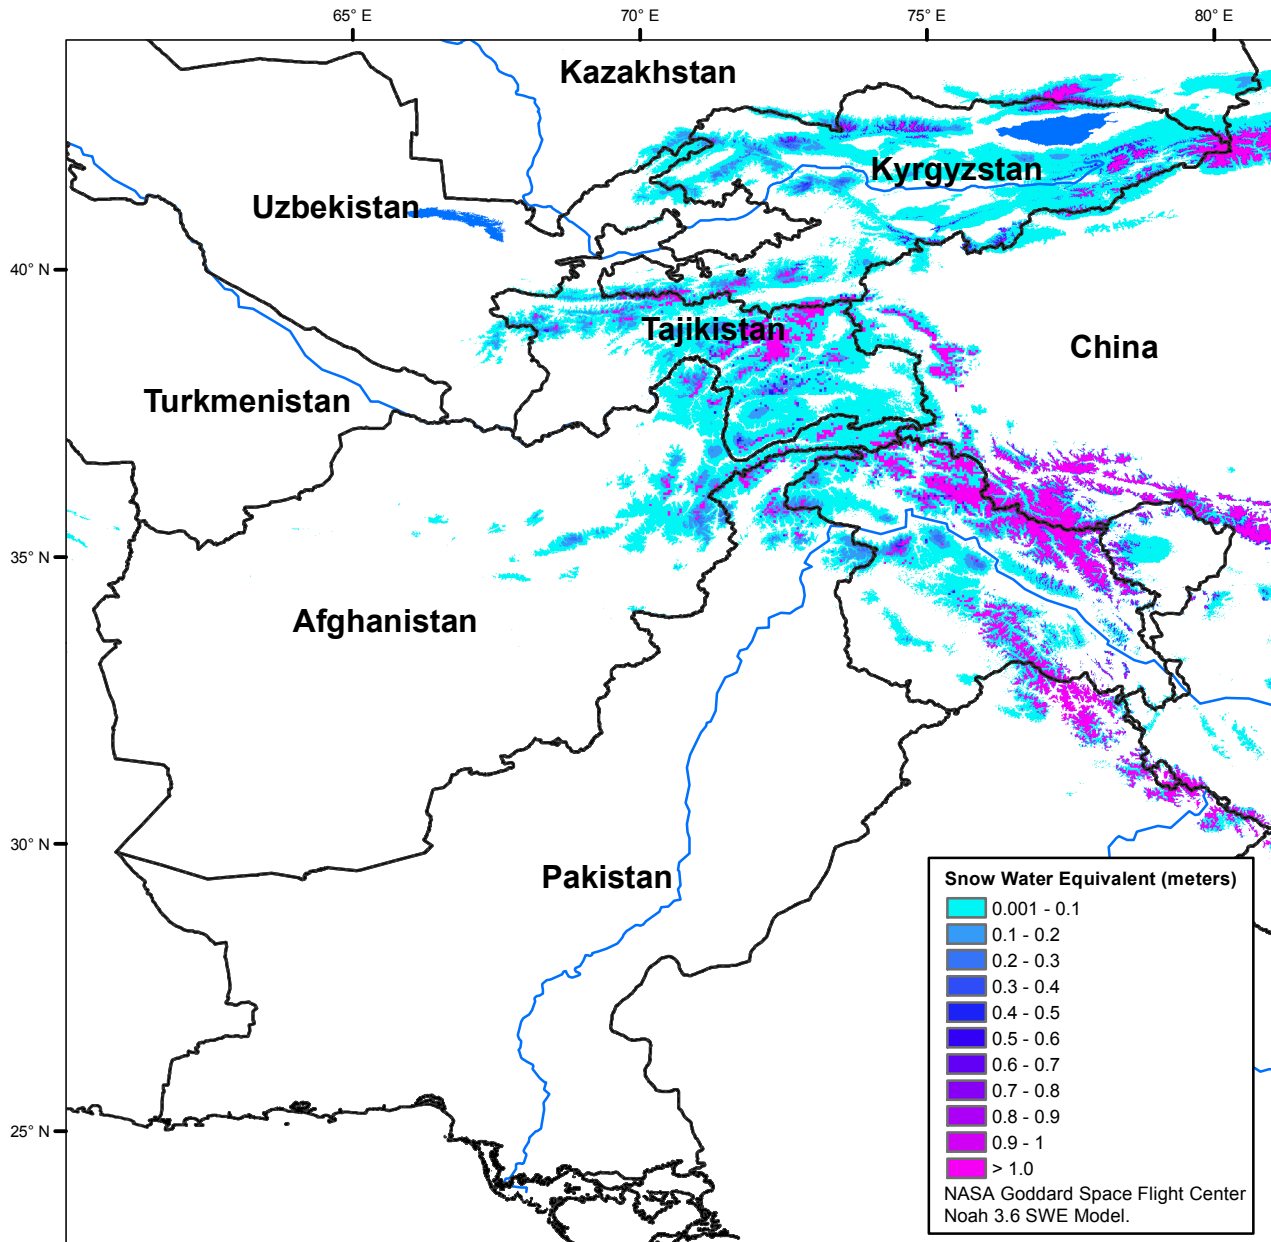 65° E
70° E
75° E
80° E
Kazakhstan
Kyrgyzstan
Uzbekistan
40° N
Tajikistan
China
Turkmenistan
35° N
Afghanistan
30° N
Pakistan
25° N
Snow Water Equivalent (meters)
0.001 - 0.1
0.1 - 0.2
0.2 - 0.3
0.3 - 0.4
0.4 - 0.5
0.5 - 0.6
0.6 - 0.7
0.7 - 0.8
0.8 - 0.9
0.9 - 1
> 1.0
NASA Goddard Space Flight Center
Noah 3.6 SWE Model.